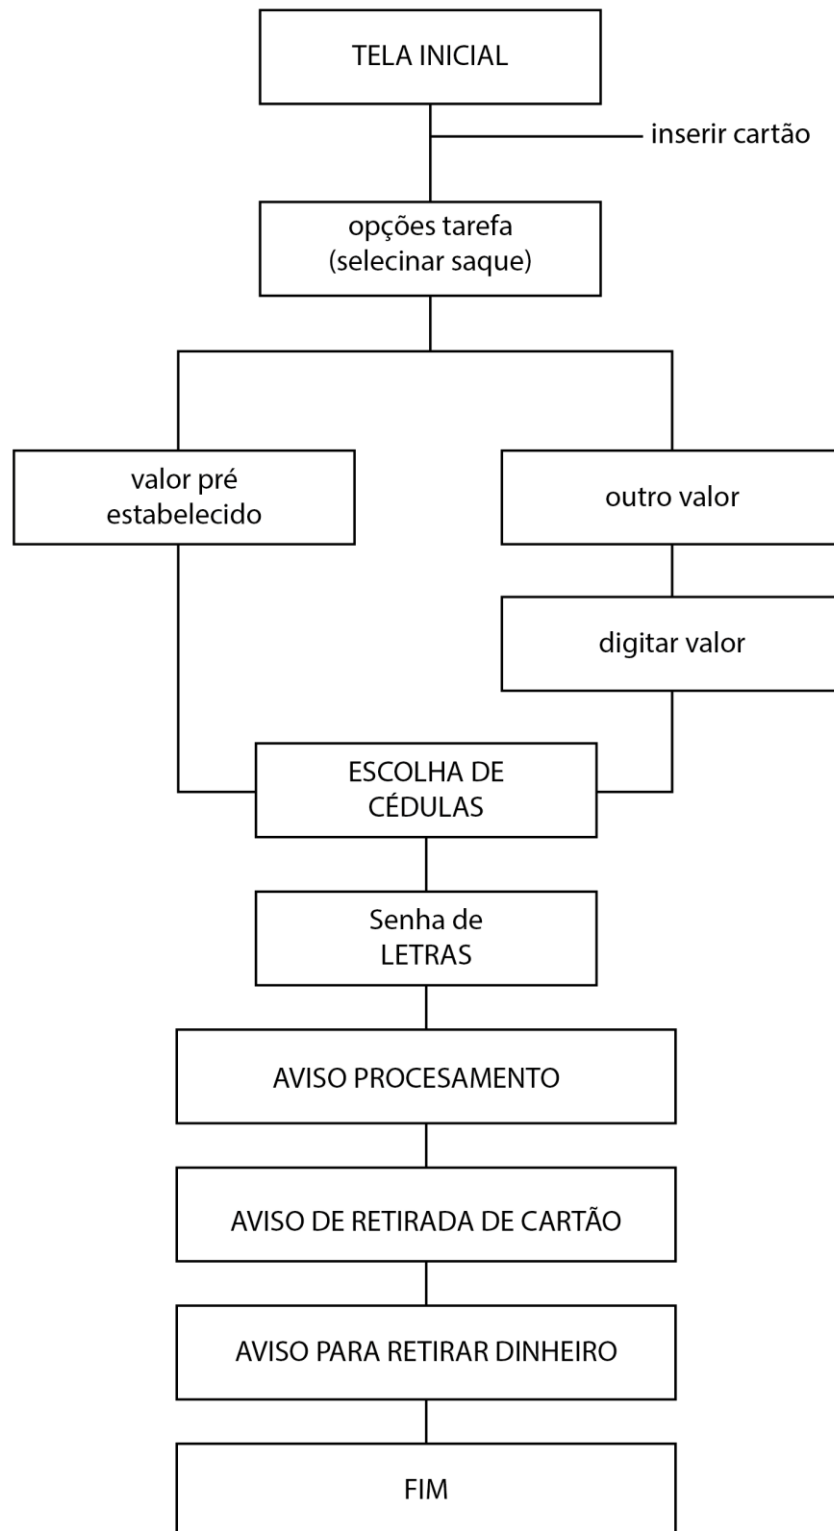 TELA INICIAL
inserir cartão
opções tarefa
(selecinar saque)
valor pré
estabelecido
outro valor
digitar valor
ESCOLHA DE
CÉDULAS
Senha de
LETRAS
AVISO PROCESAMENTO
AVISO DE RETIRADA DE CARTÃO
AVISO PARA RETIRAR DINHEIRO
FIM